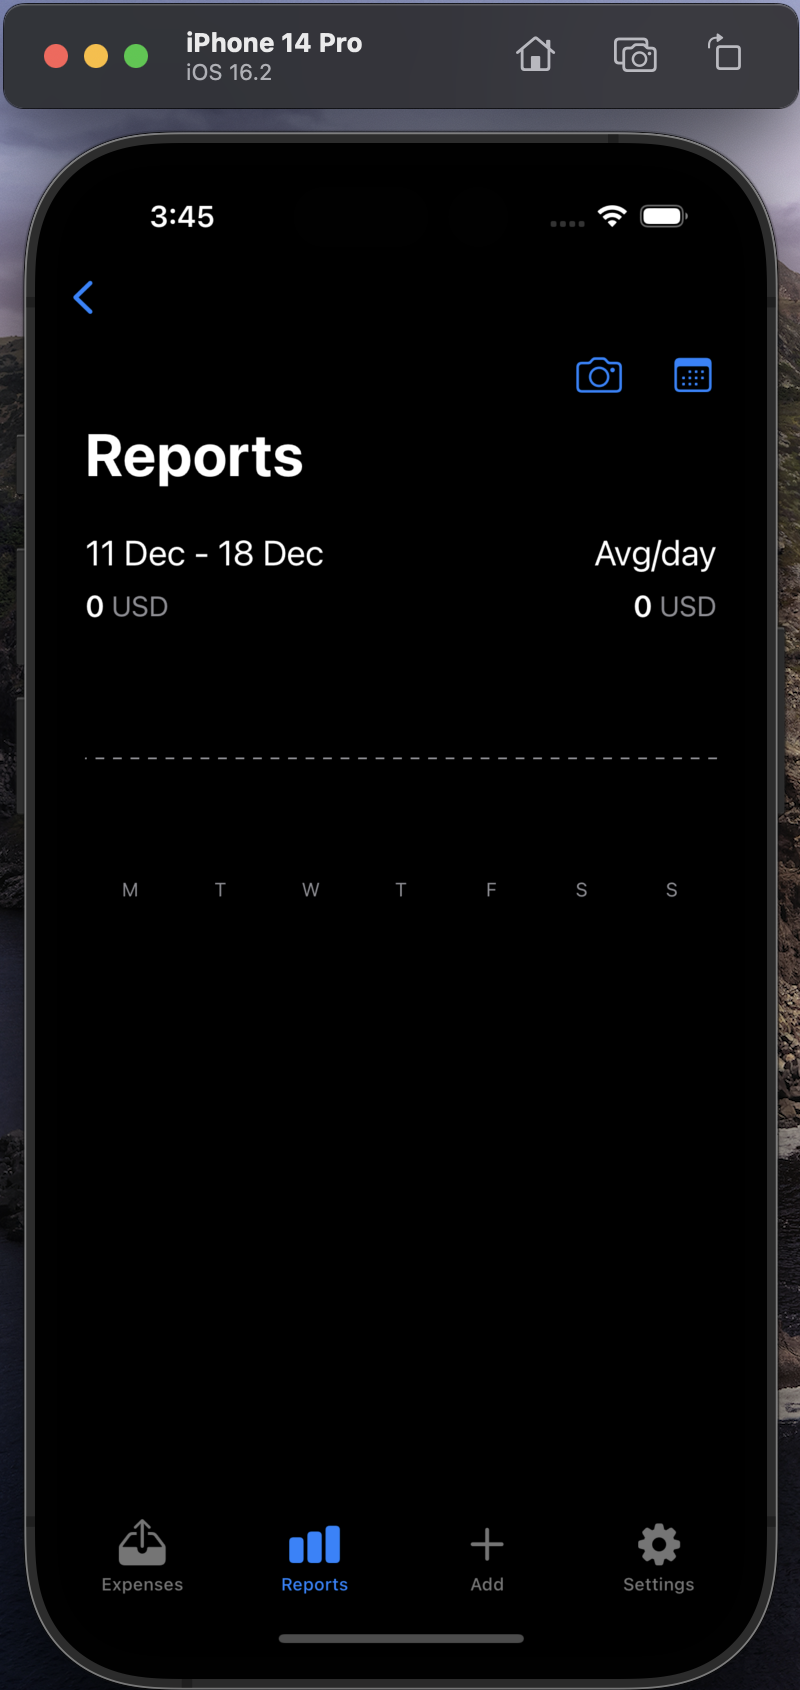 iPhone 14 Pro
iOS 16.2
3:45
Reports
11 Dec - 18 Dec Avg/day
0 USD 0 USD
M T W T F S S
Expenses Reports Add Settings